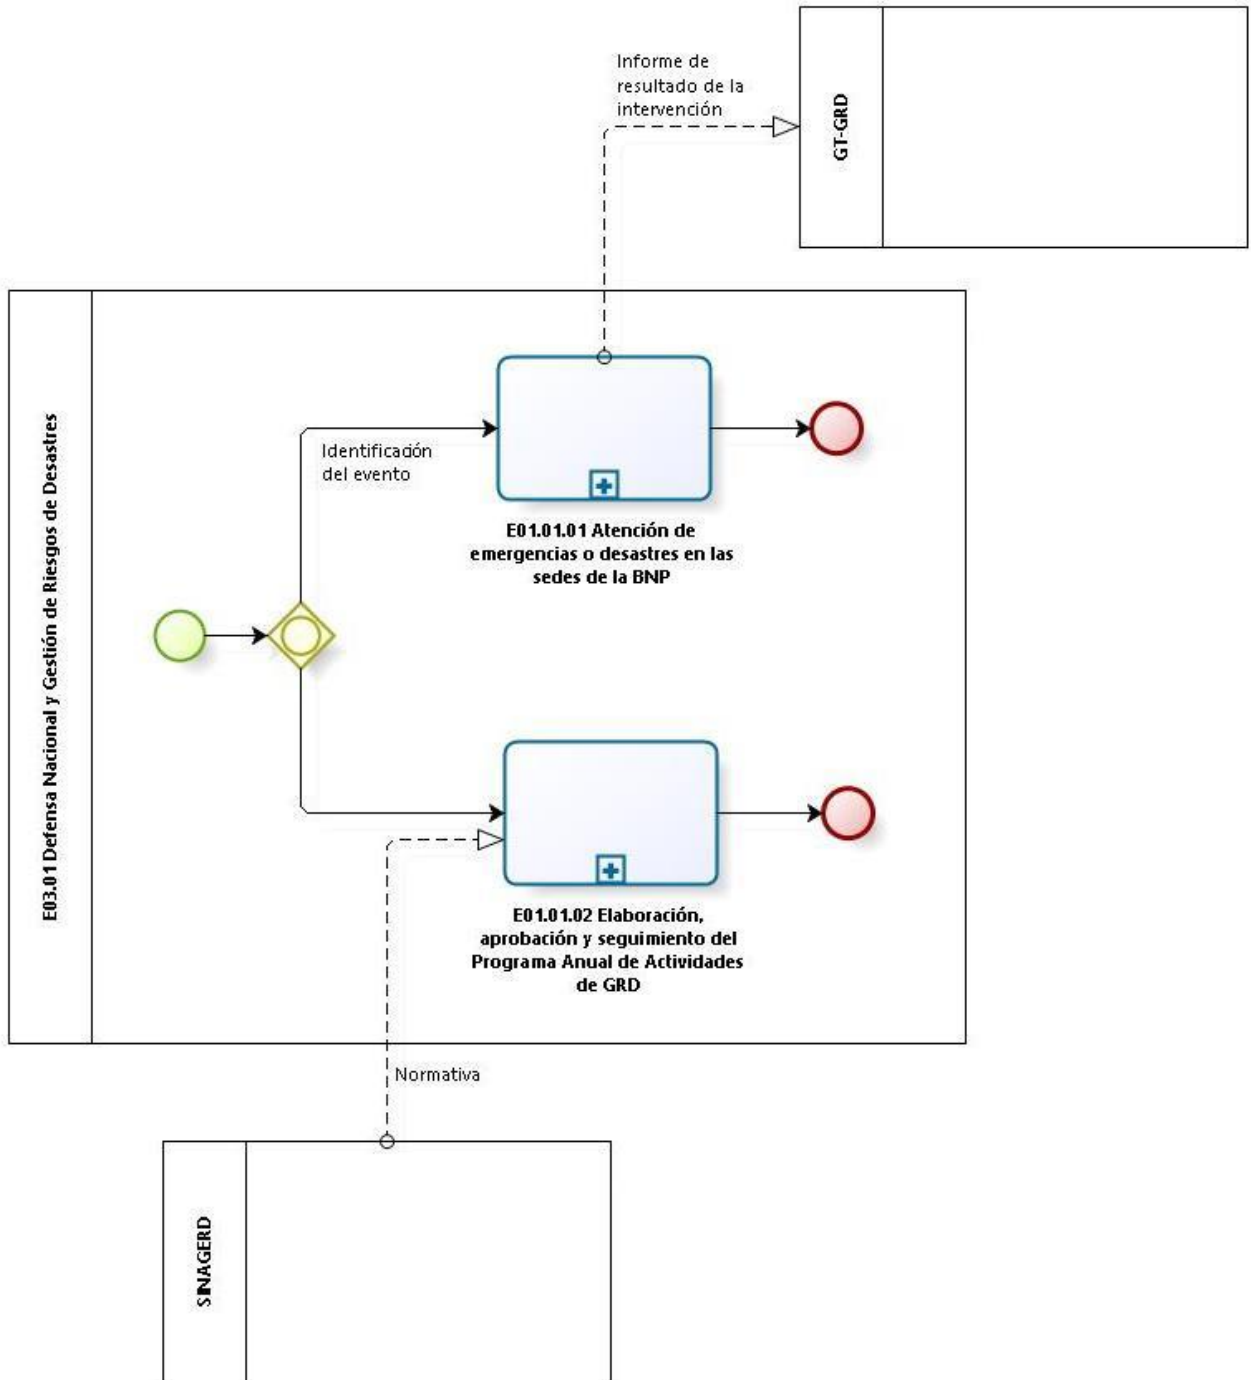 Informe de
resultado de la
intervención
GT-GRD
E03.01 Defensa Nacional y Gestión de Riesgos de Desastres
Identificación
del evento
E01.01.01 Atención de
emergencias o desastres en las
sedes de la BNP
E01.01.02 Elaboración,
aprobación y seguimiento del
Programa Anual de Actividades
de GRD
Normativa
SINAGERD